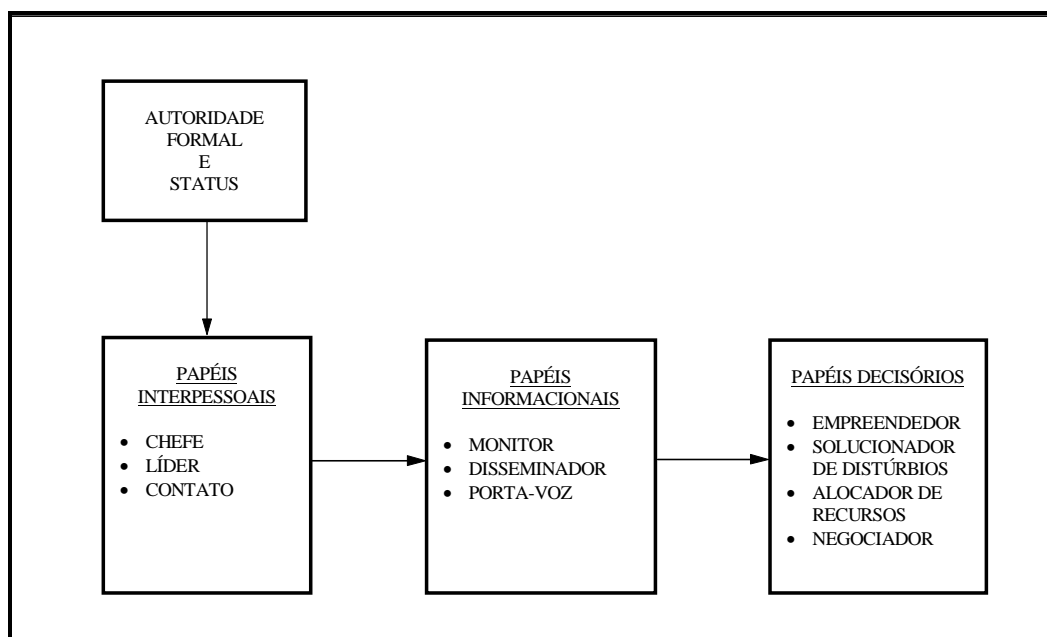 AUTORIDADE
FORMAL
E
STATUS
PAPÉIS
INTERPESSOAIS
• CHEFE
• LÍDER
• CONTATO
PAPÉIS
INFORMACIONAIS
• MONITOR
• DISSEMINADOR
• PORTA-VOZ
PAPÉIS DECISÓRIOS
• EMPREENDEDOR
• SOLUCIONADOR
DE DISTÚRBIOS
• ALOCADOR DE
RECURSOS
• NEGOCIADOR